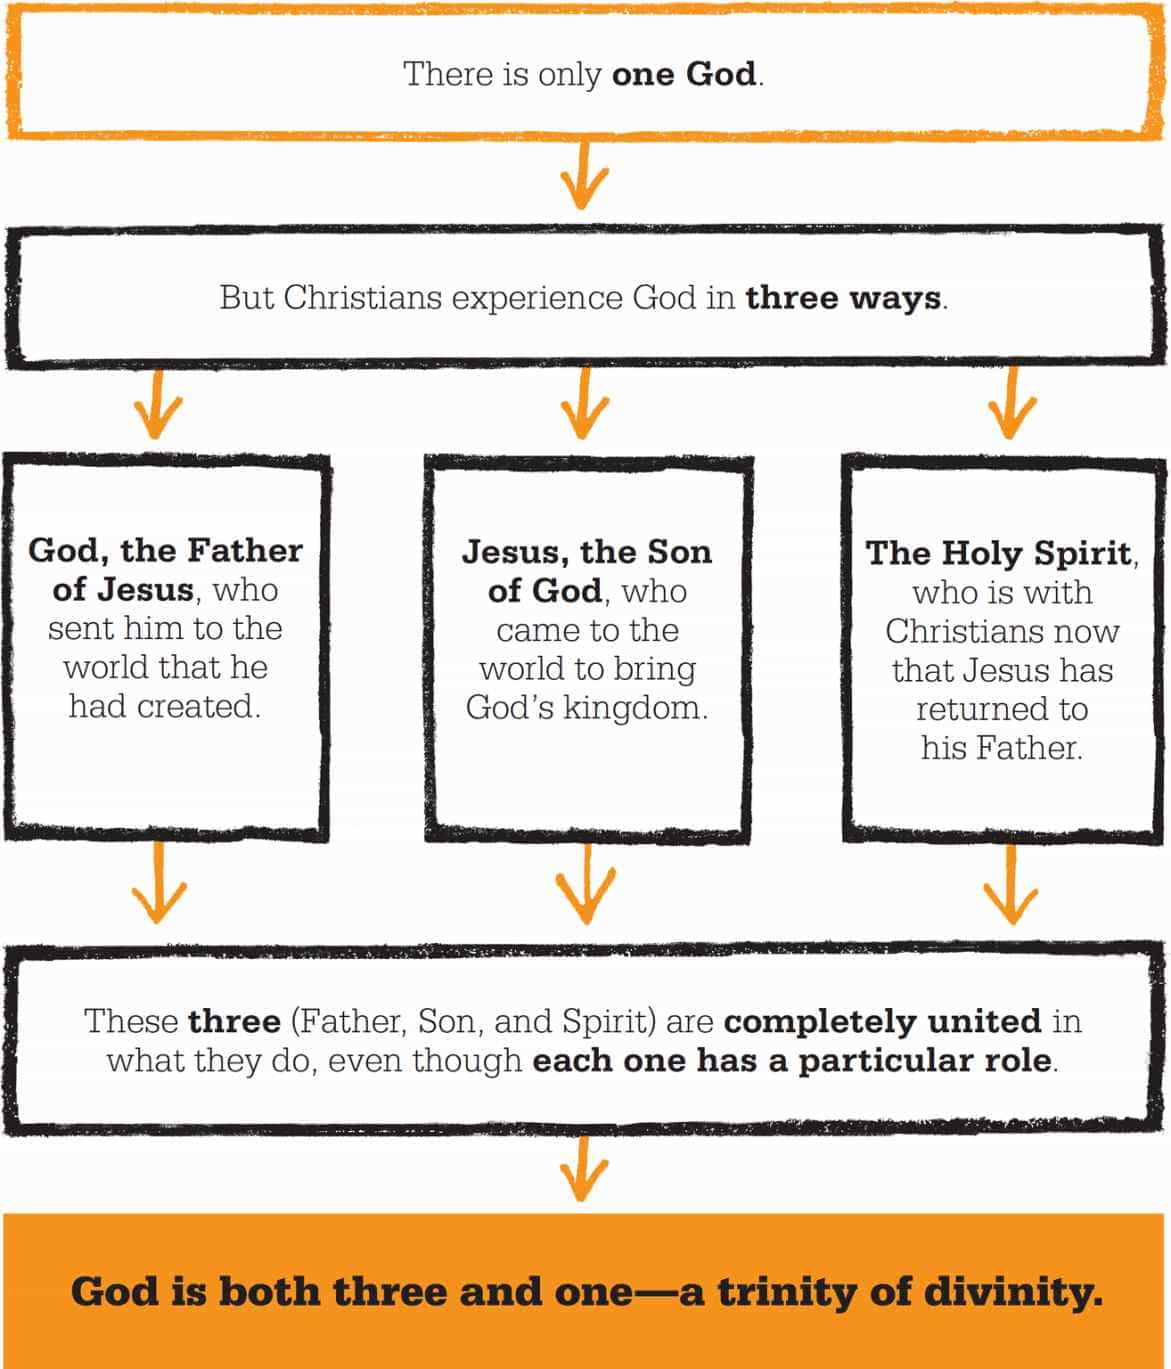 There is only one God.
But Christians experience God in three ways.
God, the Father
of Jesus, who
sent him to the
world that he
had created.
Jesus, the Son
of God, who
came to the
world to bring
God's kingdom.
The Holy Spirit,
who is with
Christians now
that Jesus has
returned to
his Father.
These three (Father, Son, and Spirit) are completely united in
what they do, even though each one has a particular role.
God is both three and one—a trinity of divinity.